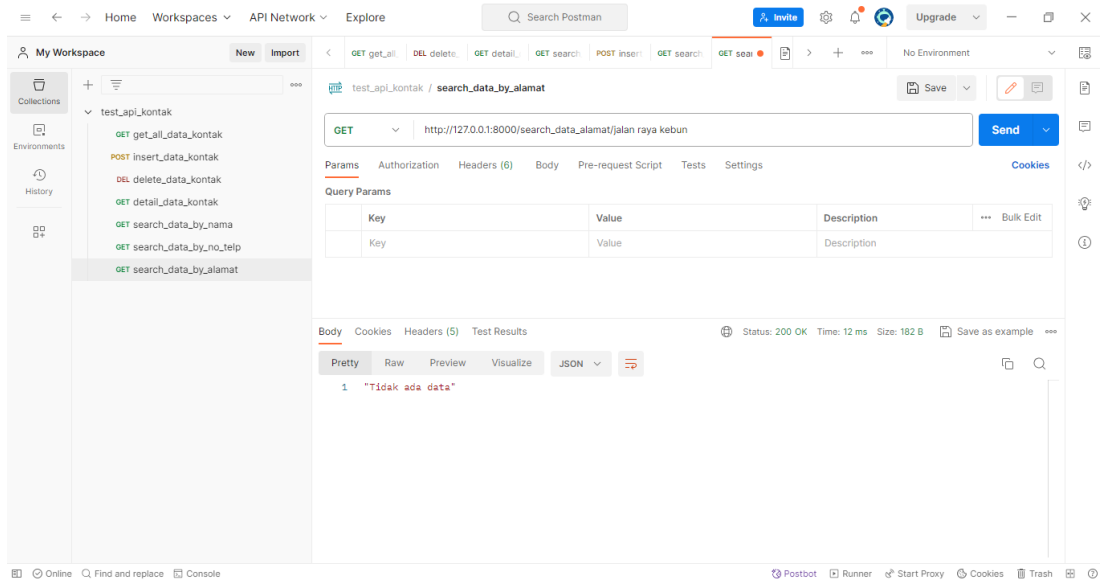 Home Workspaces API Network Explore Search Postman Invite Upgrade
My Workspace New Import
GET get_all DEL delete_ GET detail_ GET search POST insert GET search GET sear No Environment
Collections
Environments
History
test_api_kontak
GET get_all_data_kontak
POST insert_data_kontak
DEL delete_data_kontak
GET detail_data_kontak
GET search_data_by_nama
GET search_data_by_no_telp
GET search_data_by_alamat
HTTP test_api_kontak / search_data_by_alamat Save
GET http://127.0.0.1:8000/search_data_alamat/jalan raya kebun Send
Params Authorization Headers (6) Body Pre-request Script Tests Settings Cookies
Query Params
Key Value Description Bulk Edit
Key Value Description
Body Cookies Headers (5) Test Results Status: 200 OK Time: 12 ms Size: 182 B Save as example
Pretty Raw Preview Visualize JSON
1 "Tidak ada data"
Online Find and replace Console Postbot Runner Start Proxy Cookies Trash